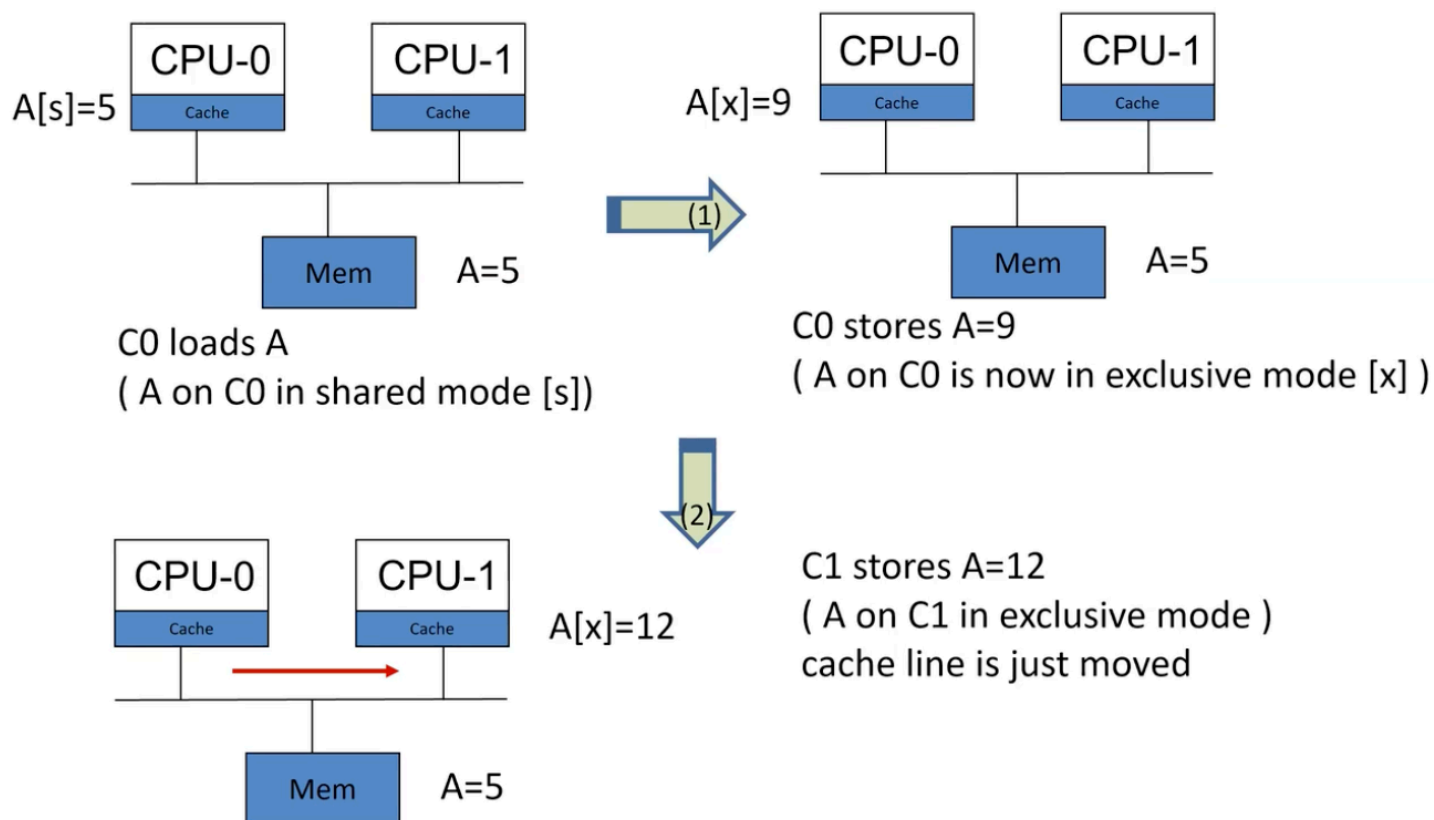 CPU-0
CPU-1
A[s]=5
Cache
Cache
Mem
A=5
C0 loads A
( A on C0 in shared mode [s])
(1)
CPU-0
CPU-1
A[x]=9
Cache
Cache
Mem
A=5
C0 stores A=9
( A on C0 is now in exclusive mode [x] )
(2)
CPU-0
CPU-1
Cache
Cache
A[x]=12
Mem
A=5
C1 stores A=12
( A on C1 in exclusive mode )
cache line is just moved